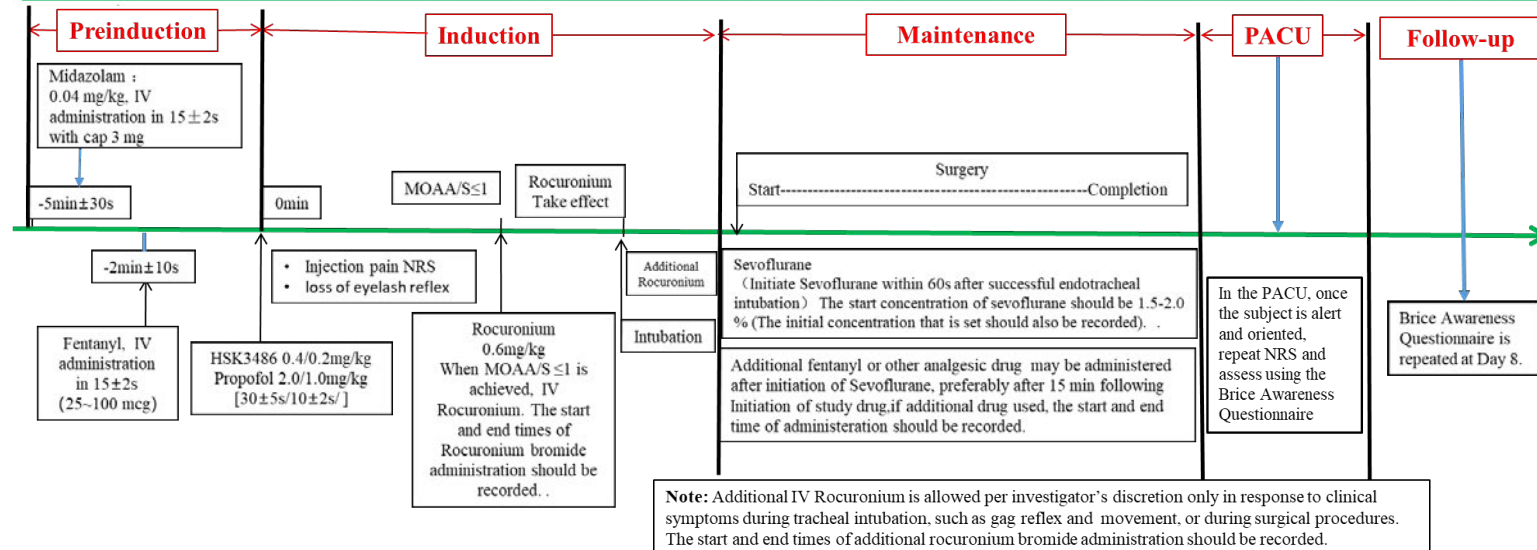 Preinduction
Induction
Maintenance
PACU
Follow-up
Midazolam :
0.04 mg/kg, IV
administration in 15±2s
with cap 3 mg
-5min±30s
0min
MOAA/S≤1
Rocuronium
Take effect
Surgery
Start------------------------------------------------------Completion
-2min±10s
Fentanyl, IV
administration
in 15±2s
(25~100 mcg)
• Injection pain NRS
• loss of eyelash reflex
HSK3486 0.4/0.2mg/kg
Propofol 2.0/1.0mg/kg
[30±5s/10±2s/ ]
Rocuronium
0.6mg/kg
When MOAA/S ≤1 is
achieved, IV
Rocuronium. The start
and end times of
Rocuronium bromide
administration should be
recorded. .
Additional
Rocuronium
Intubation
Sevoflurane
（Initiate Sevoflurane within 60s after successful endotracheal
intubation）The start concentration of sevoflurane should be 1.5-2.0
% (The initial concentration that is set should also be recorded). .
Additional fentanyl or other analgesic drug may be administered
after initiation of Sevoflurane, preferably after 15 min following
Initiation of study drug,if additional drug used, the start and end
time of administeration should be recorded.
In the PACU, once
the subject is alert
and oriented,
repeat NRS and
assess using the
Brice Awareness
Questionnaire
Brice Awareness
Questionnaire is
repeated at Day 8.
Note: Additional IV Rocuronium is allowed per investigator's discretion only in response to clinical
symptoms during tracheal intubation, such as gag reflex and movement, or during surgical procedures.
The start and end times of additional rocuronium bromide administration should be recorded.